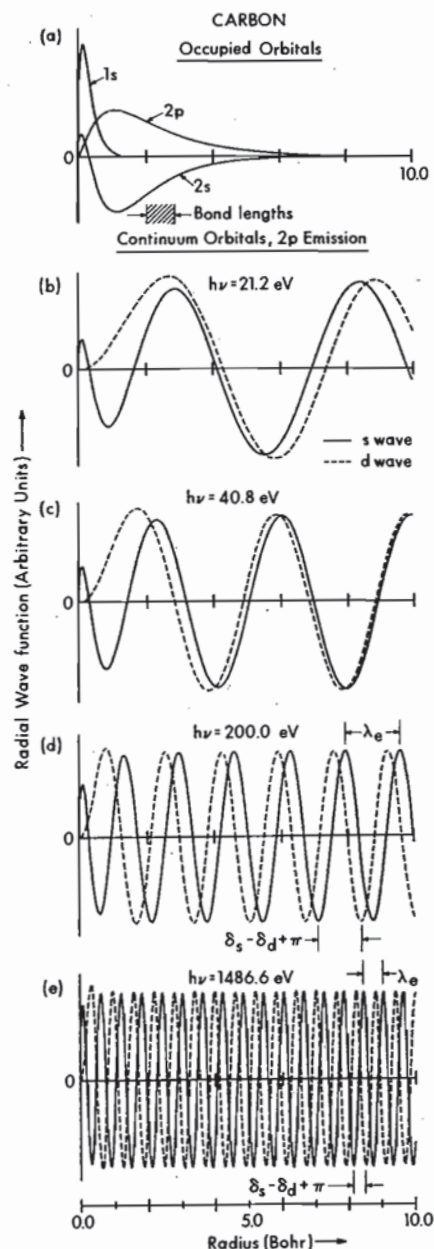 CARBON
(a)
Occupied Orbitals
1s
2p
0
10.0
2s
Bond lengths
Continuum Orbitals, 2p Emission
(b)
hν=21.2 eV
0
s wave
d wave
(c)
hν=40.8 eV
0
(d)
hν=200.0 eV
λe
0
δs-δd+π
(e)
hν=1486.6 eV
λe
0
δs-δd+π
0.0
5.0
10.0
Radius (Bohr)
Radial Wave function (Arbitrary Units)